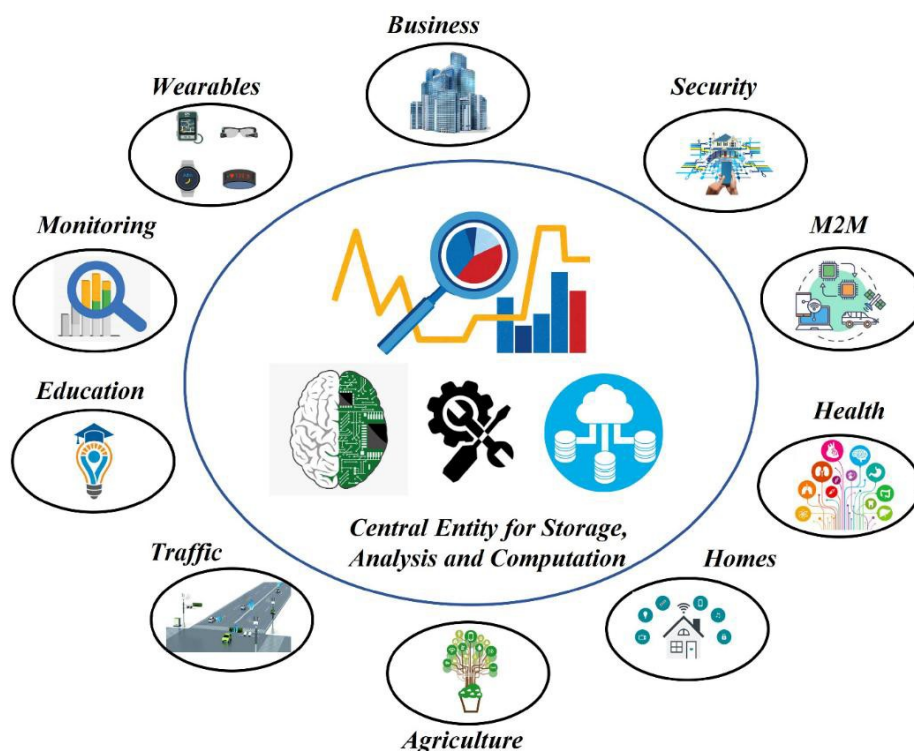 Business
Wearables
Security
Monitoring
M2M
Education
Health
Central Entity for Storage,
Analysis and Computation
Traffic
Homes
Agriculture